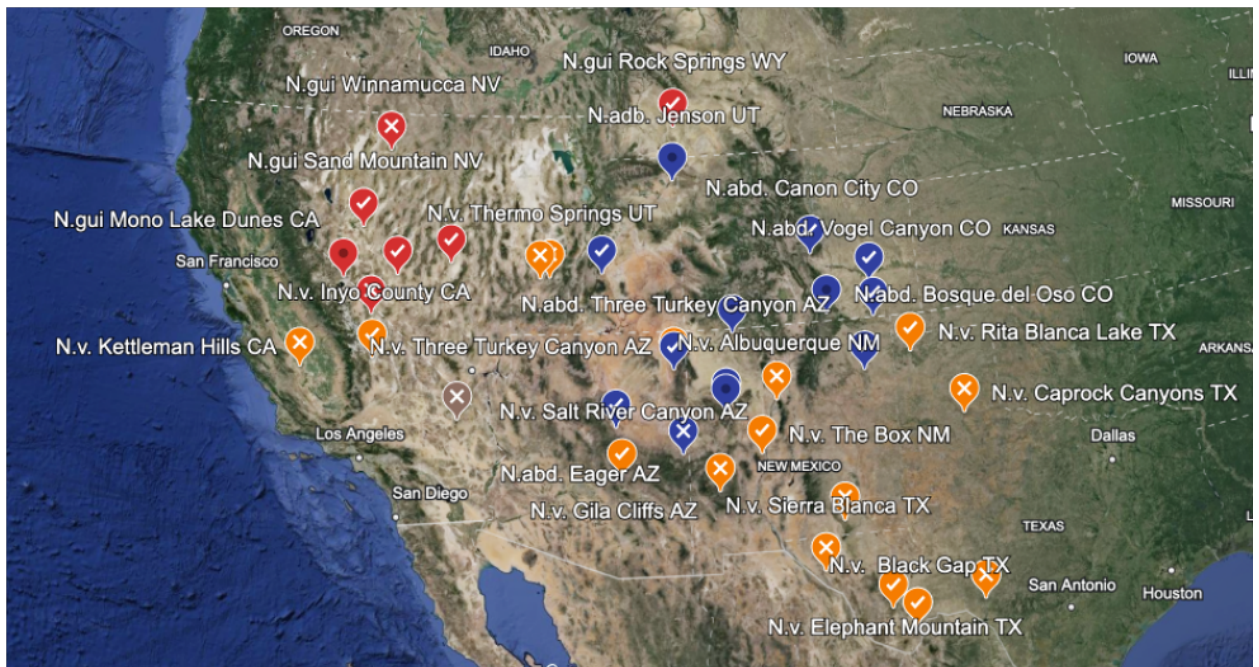 OREGON
IDAHO
IOWA
N.gui Rock Springs WY
ILLI
N.gui Winnamucca NV
N.adb. Jenson UT
NEBRASKA
N.gui Sand Mountain NV
N.abd. Canon City CO
MISSOURI
N.gui Mono Lake Dunes CA
N.v. Thermo Springs UT
N.abd. Vogel Canyon CO
KANSAS
San Francisco
N.v. Inyo County CA
N.abd. Three Turkey Canyon AZ
N.abd. Bosque del Oso CO
N.v. Kettleman Hills CA
N.v. Three Turkey Canyon AZ
N.v. Albuquerque NM
N.v. Rita Blanca Lake TX
ARKANSA
N.v. Salt River Canyon AZ
N.v. Caprock Canyons TX
Los Angeles
N.v. The Box NM
Dallas
N.abd. Eager AZ
NEW MEXICO
San Diego
N.v. Gila Cliffs AZ
N.v. Sierra Blanca TX
TEXAS
N.v. Black Gap TX
San Antonio
Houston
N.v. Elephant Mountain TX